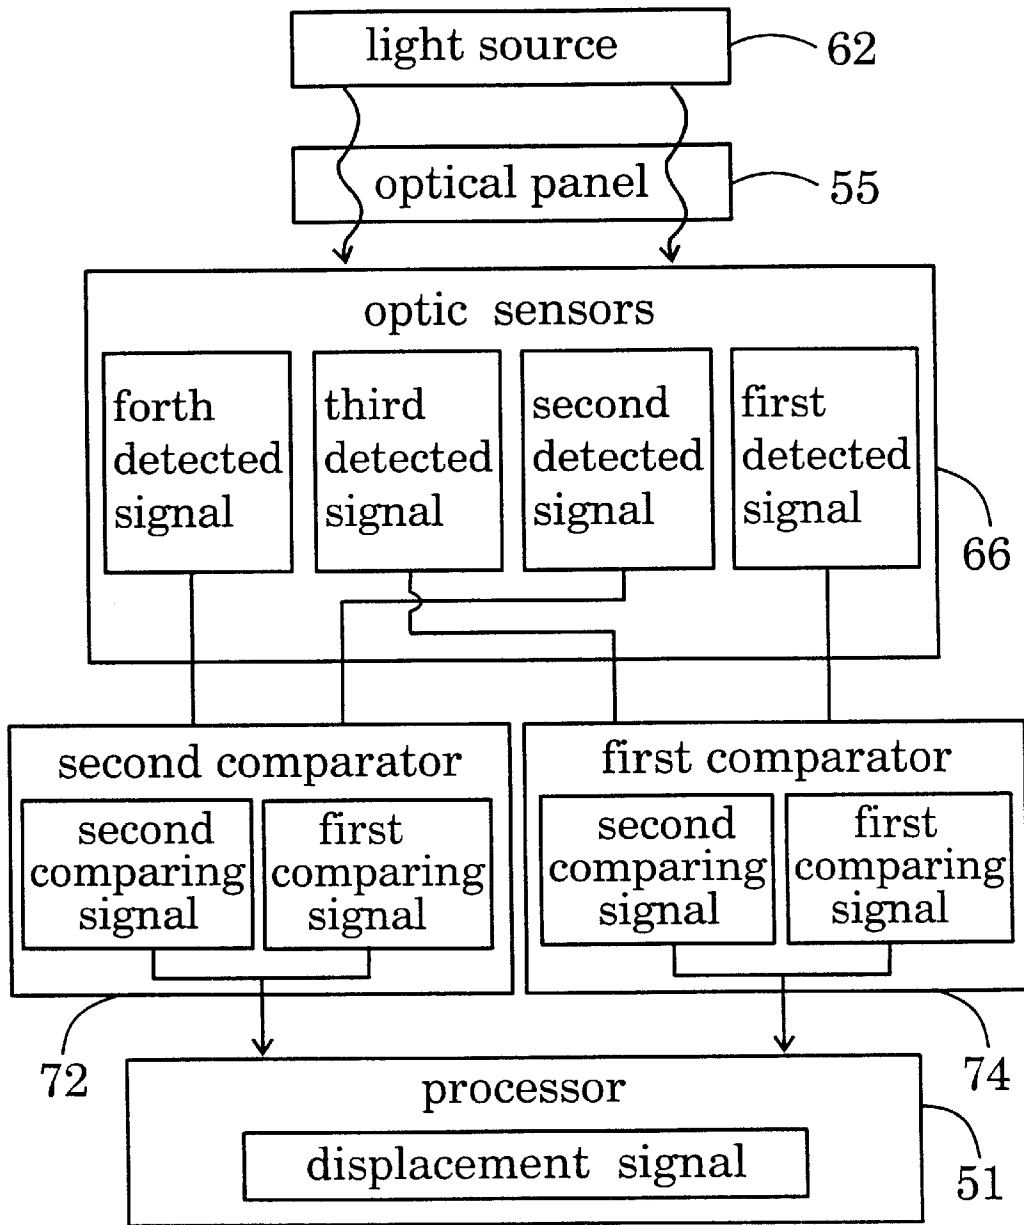 light source
62
optical panel
55
optic sensors
forth
detected
signal
third
detected
signal
second
detected
signal
first
detected
signal
66
second comparator
second
comparing
signal
first
comparing
signal
72
first comparator
second
comparing
signal
first
comparing
signal
74
processor
displacement signal
51